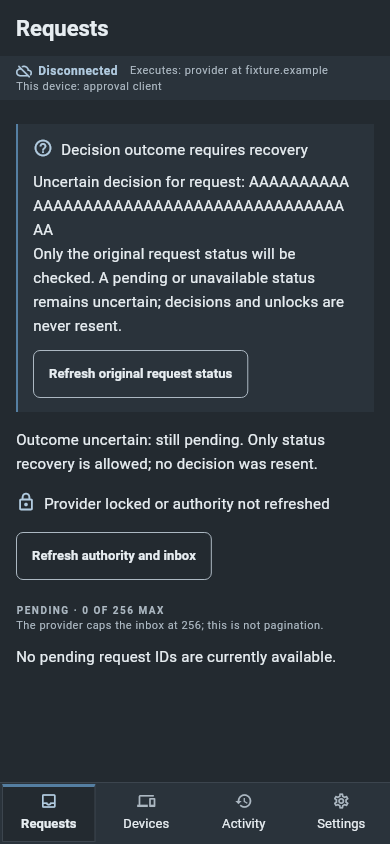 Requests
Disconnected Executes: provider at fixture.example
This device: approval client
Decision outcome requires recovery
Uncertain decision for request: AAAAAAAAAA
AAAAAAAAAAAAAAAAAAAAAAAAAAAAAAA
AA
Only the original request status will be
checked. A pending or unavailable status
remains uncertain; decisions and unlocks are
never resent.
Refresh original request status
Outcome uncertain: still pending. Only status
recovery is allowed; no decision was resent.
Provider locked or authority not refreshed
Refresh authority and inbox
PENDING · 0 OF 256 MAX
The provider caps the inbox at 256; this is not pagination.
No pending request IDs are currently available.
Requests Devices Activity Settings